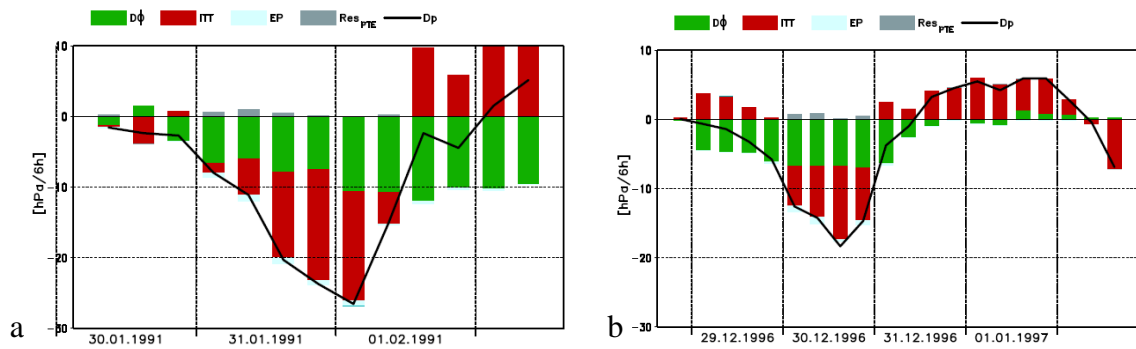 DΦ ITT EP Res PTE Dp
10
0
-10
-20
-30
[hPa/6h]
30.01.1991 31.01.1991 01.02.1991
a
DΦ ITT EP Res PTE Dp
10
0
-10
-20
-30
[hPa/6h]
29.12.1996 30.12.1996 31.12.1996 01.01.1997
b